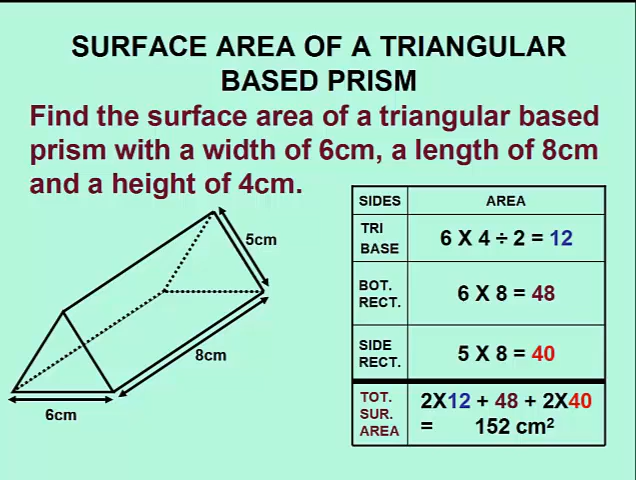 SURFACE AREA OF A TRIANGULAR
BASED PRISM
Find the surface area of a triangular based
prism with a width of 6cm, a length of 8cm
and a height of 4cm.
SIDES AREA
TRI
BASE
6 X 4 ÷ 2 = 12
BOT.
RECT.
6 X 8 = 48
SIDE
RECT.
5 X 8 = 40
TOT.
SUR.
AREA
2X12 + 48 + 2X40
= 152 cm²
5cm
8cm
6cm